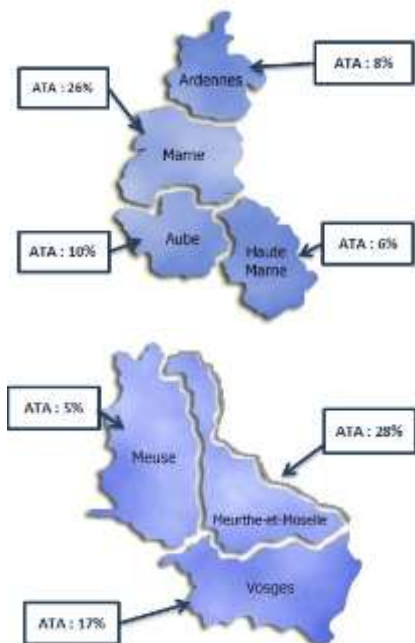 ATA : 8%
Ardennes
ATA : 26%
Marne
Aube
Haute
Marne
ATA : 10%
ATA : 6%
ATA : 5%
Meuse
ATA : 28%
Meurthe-et-Moselle
Vosges
ATA : 17%